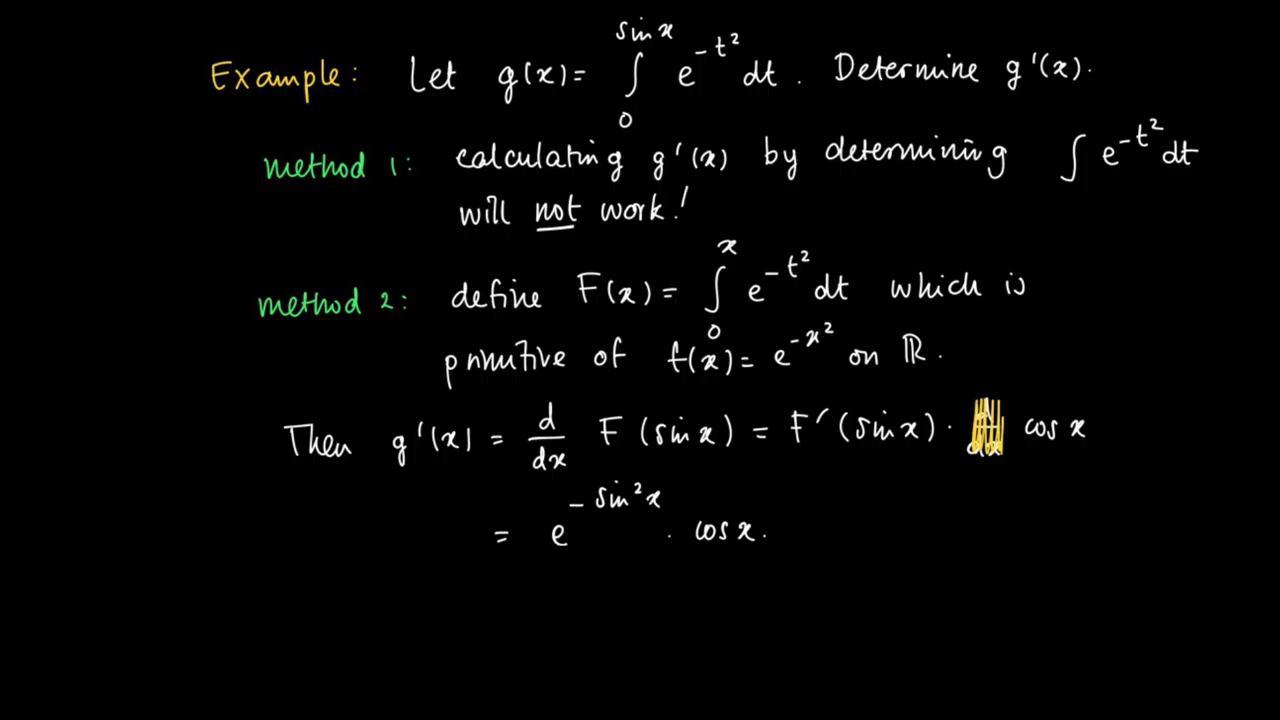 Example: Let g(x) = ∫₀^{sin x} e^{-t²} dt. Determine g'(x).
method 1: calculating g'(x) by determining ∫ e^{-t²} dt
will not work!
method 2: define F(x) = ∫₀^{x} e^{-t²} dt which is
primitive of f(x) = e^{-x²} on ℝ.
Then g'(x) = d/dx F(sin x) = F'(sin x) · cos x
= e^{-sin²x} · cos x.